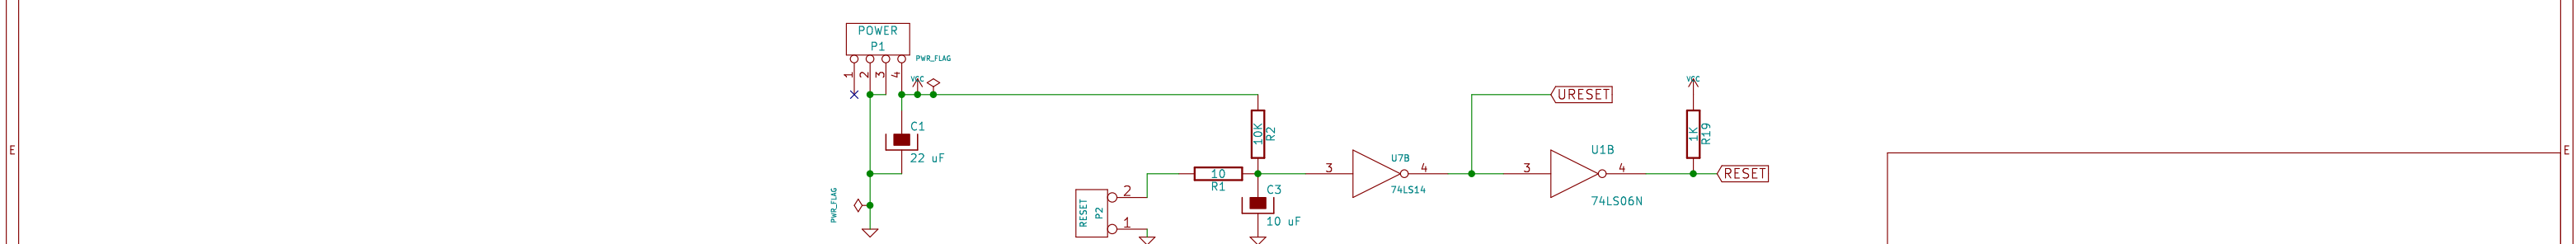 POWER
P1
PWR_FLAG
1
2
3
4
VCC
C1
22 uF
PWR_FLAG
RESET
P2
2
1
10
R1
10K
R2
C3
10 uF
3
U7B
4
74LS14
URESET
3
U1B
4
74LS06N
VCC
1K
R19
RESET
E
E